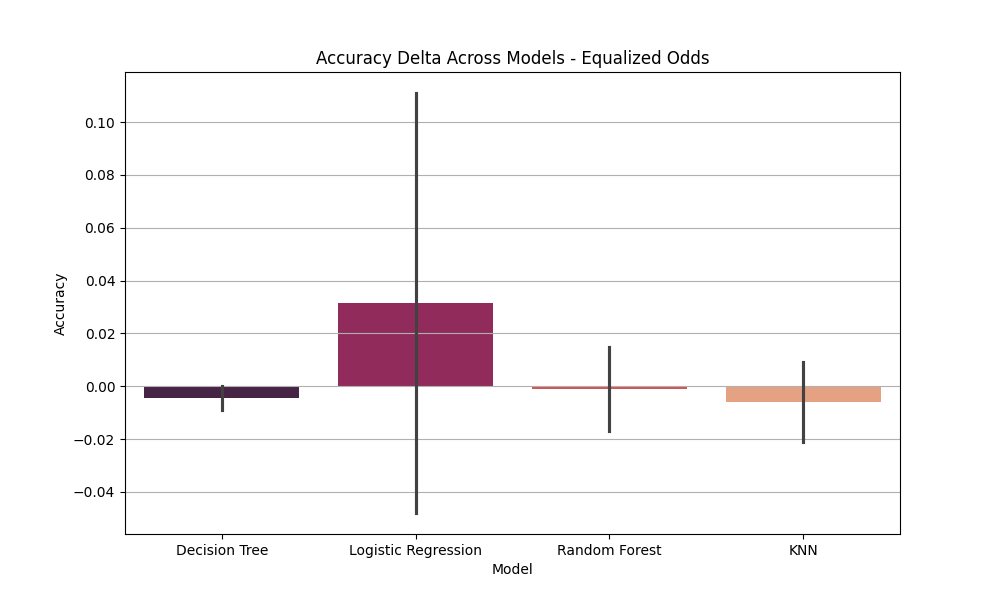 Accuracy Delta Across Models - Equalized Odds
0.10
0.08
0.06
0.04
0.02
0.00
−0.02
−0.04
Accuracy
Decision Tree
Logistic Regression
Random Forest
KNN
Model